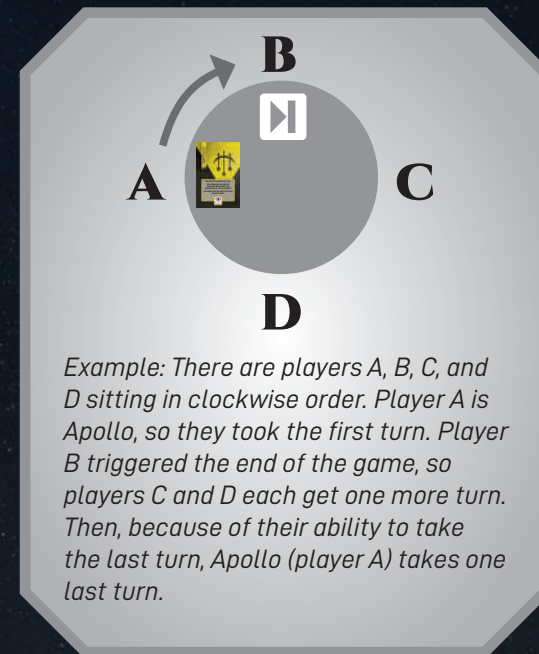 B
A
C
D
Example: There are players A, B, C, and
D sitting in clockwise order. Player A is
Apollo, so they took the first turn. Player
B triggered the end of the game, so
players C and D each get one more turn.
Then, because of their ability to take
the last turn, Apollo (player A) takes one
last turn.